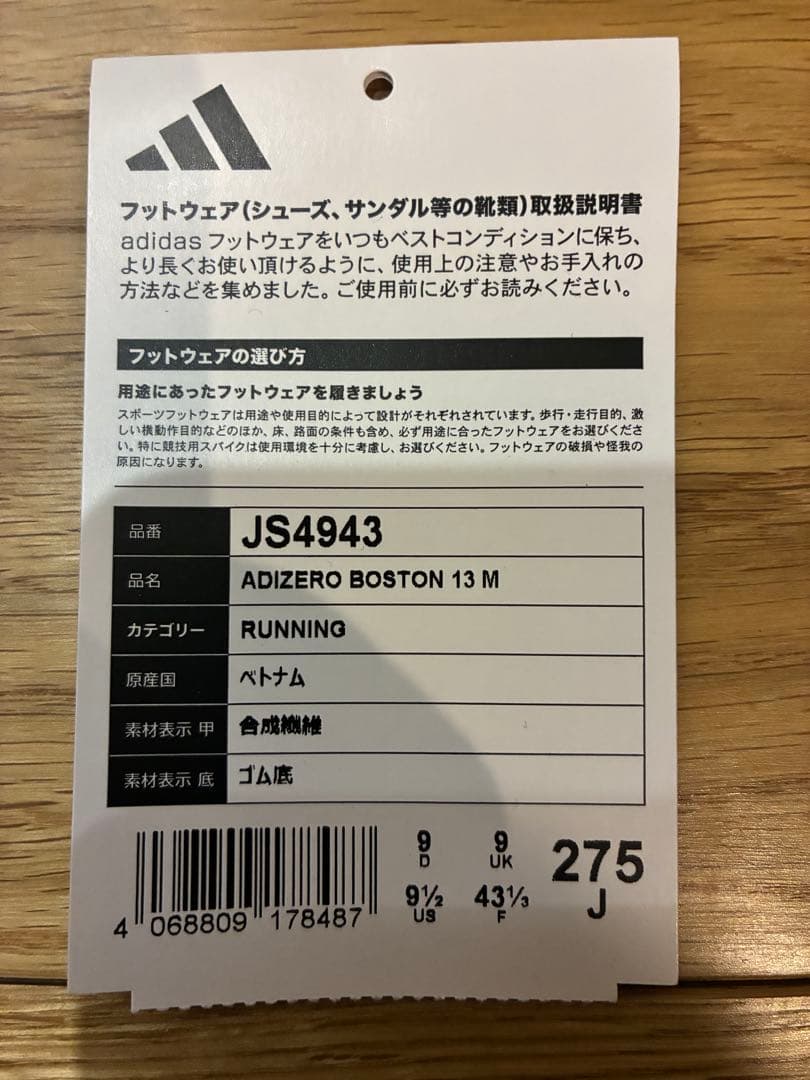 フットウェア(シューズ、サンダル等の靴類)取扱説明書
adidas フットウェアをいつもベストコンディションに保ち、
より長くお使い頂けるように、使用上の注意やお手入れの
方法などを集めました。ご使用前に必ずお読みください。
フットウェアの選び方
用途にあったフットウェアを履きましょう
スポーツフットウェアは用途や使用目的によって設計がそれぞれされています。歩行・走行目的、激
しい横動作目的などのほか、床、路面の条件も含め、必ず用途に合ったフットウェアをお選びくださ
い。特に競技用スパイクは使用環境を十分に考慮し、お選びください。フットウェアの破損や怪我の
原因になります。
品番 JS4943
品名 ADIZERO BOSTON 13 M
カテゴリー RUNNING
原産国 ベトナム
素材表示 甲 合成繊維
素材表示 底 ゴム底
9 9 275
D UK J
9½ 43⅓
US F
4 068809 178487